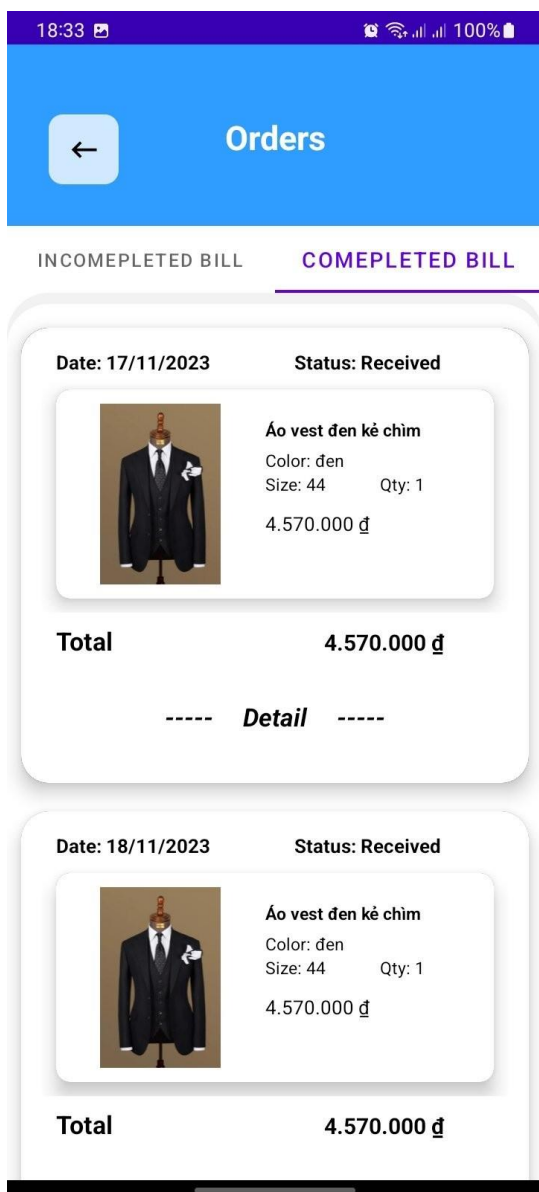 18:33 100%
Orders
INCOMEPLETED BILL COMEPLETED BILL
Date: 17/11/2023 Status: Received
Áo vest đen kẻ chìm
Color: đen
Size: 44 Qty: 1
4.570.000 ₫
Total 4.570.000 ₫
----- Detail -----
Date: 18/11/2023 Status: Received
Áo vest đen kẻ chìm
Color: đen
Size: 44 Qty: 1
4.570.000 ₫
Total 4.570.000 ₫